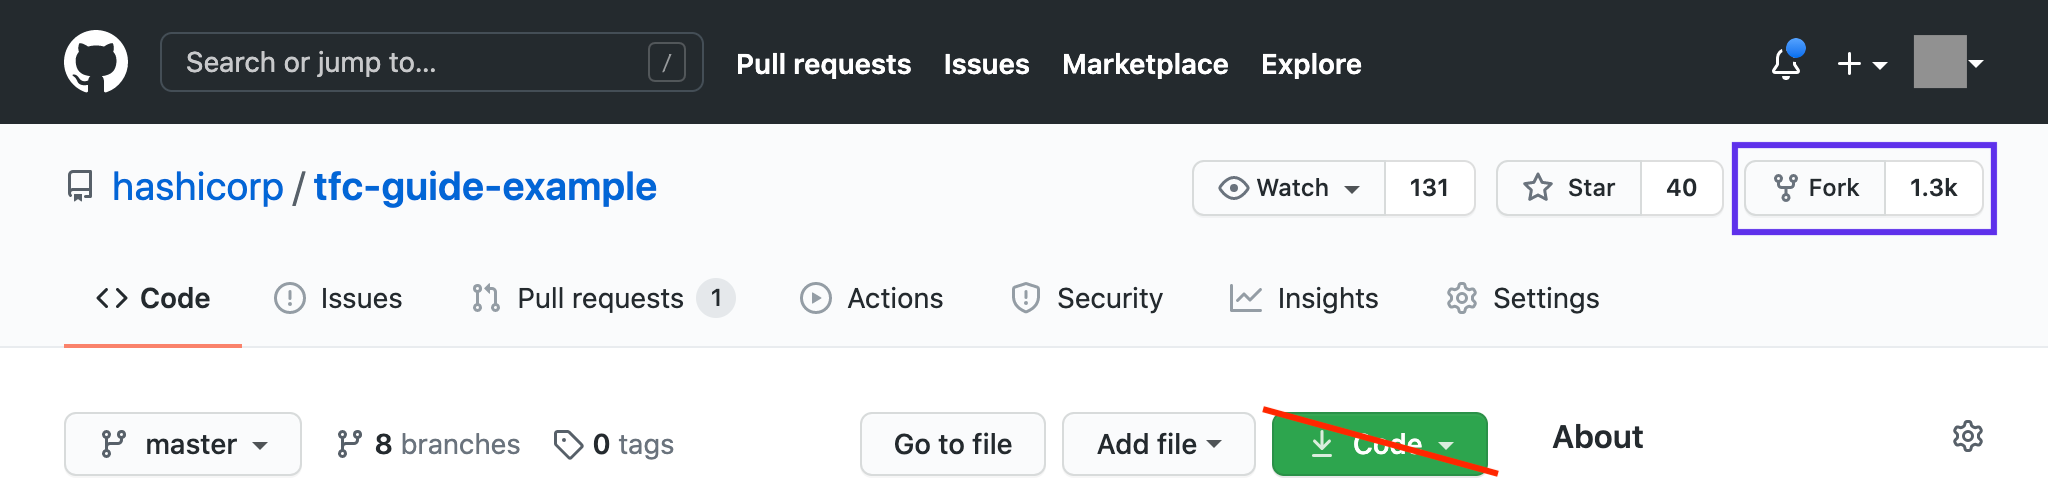 Search or jump to... / Pull requests Issues Marketplace Explore
hashicorp / tfc-guide-example Watch 131 Star 40 Fork 1.3k
Code Issues Pull requests 1 Actions Security Insights Settings
master 8 branches 0 tags Go to file Add file Code About